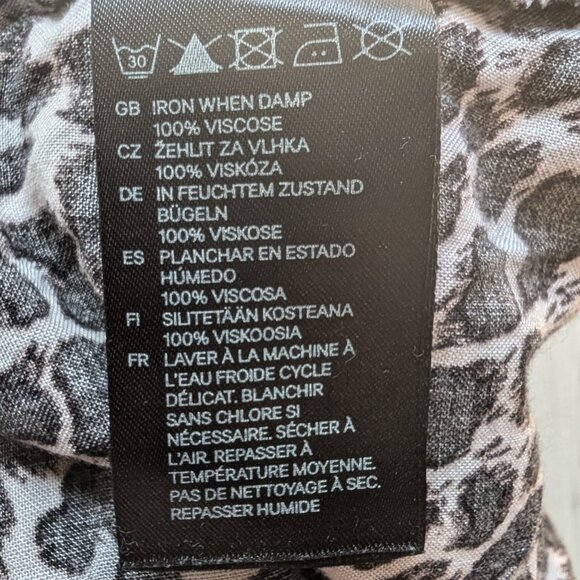 30
GB IRON WHEN DAMP
100% VISCOSE
CZ ŽEHLIT ZA VLHKA
100% VISKÓZA
DE IN FEUCHTEM ZUSTAND
BÜGELN
100% VISKOSE
ES PLANCHAR EN ESTADO
HÚMEDO
100% VISCOSA
FI SILITETÄÄN KOSTEANA
100% VISKOOSIA
FR LAVER À LA MACHINE À
L'EAU FROIDE CYCLE
DÉLICAT. BLANCHIR
SANS CHLORE SI
NÉCESSAIRE. SÉCHER À
L'AIR. REPASSER À
TEMPÉRATURE MOYENNE.
PAS DE NETTOYAGE À SEC.
REPASSER HUMIDE